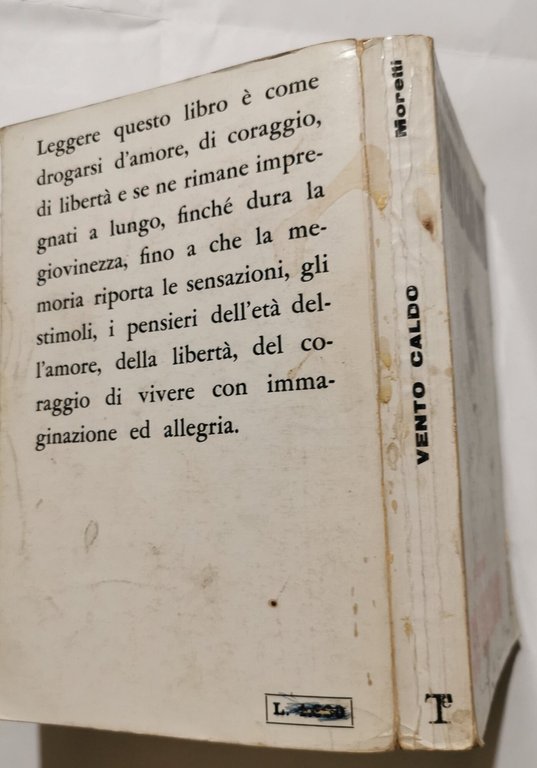 Leggere questo libro è come
drogarsi d'amore, di coraggio,
di libertà e se ne rimane impre-
gnati a lungo, finché dura la
giovinezza, fino a che la me-
moria riporta le sensazioni, gli
stimoli, i pensieri dell'età del-
l'amore, della libertà, del co-
raggio di vivere con imma-
ginazione ed allegria.
L.
Moretti
VENTO CALDO
Te